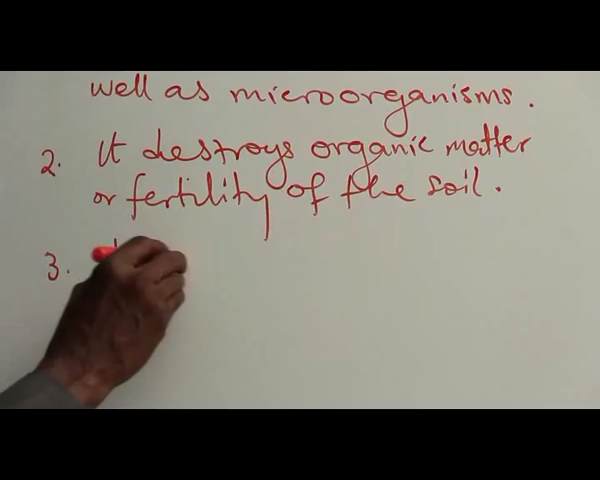 well as microorganisms.
2. It destroys organic matter
or fertility of the soil.
3.